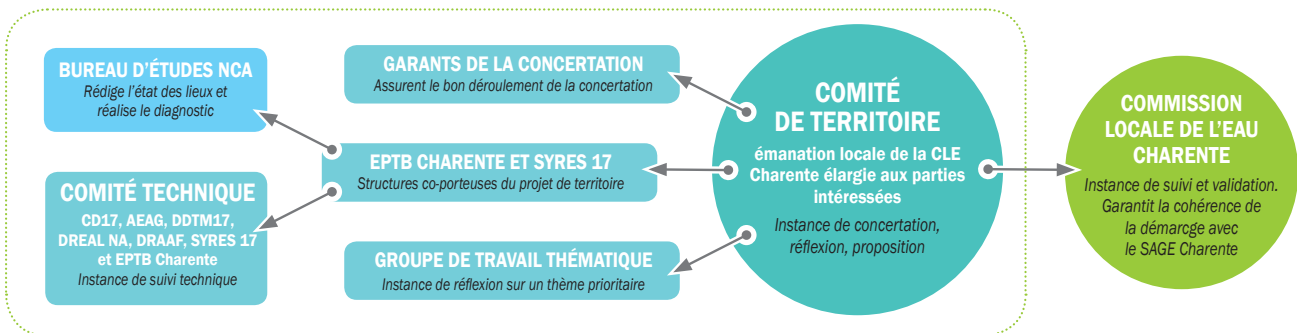 BUREAU D'ÉTUDES NCA
Rédige l'état des lieux et
réalise le diagnostic
COMITÉ TECHNIQUE
CD17, AEAG, DDTM17,
DREAL NA, DRAAF, SYRES 17
et EPTB Charente
Instance de suivi technique
GARANTS DE LA CONCERTATION
Assurent le bon déroulement de la concertation
EPTB CHARENTE ET SYRES 17
Structures co-porteuses du projet de territoire
GROUPE DE TRAVAIL THÉMATIQUE
Instance de réflexion sur un thème prioritaire
COMITÉ
DE TERRITOIRE
émanation locale de la CLE
Charente élargie aux parties
intéressées
Instance de concertation,
réflexion, proposition
COMMISSION
LOCALE DE L'EAU
CHARENTE
Instance de suivi et validation.
Garantit la cohérence de
la démarcge avec
le SAGE Charente